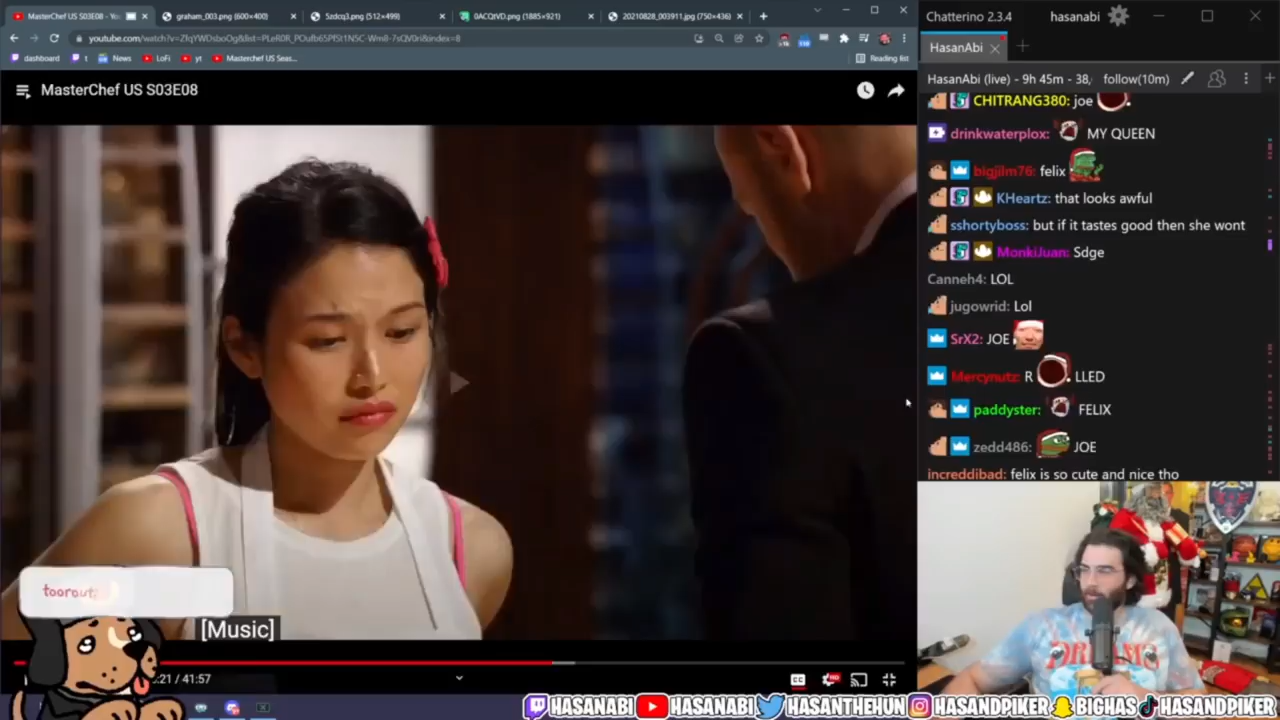 MasterChef US S03E08 - Yo
graham_003.png (600×400)
5zdcq3.png (512×499)
0ACQtVD.png (1885×921)
20210828_003911.jpg (750×436)
dashboard
t
News
LoFi
yt
Masterchef US Seas...
Reading list
MasterChef US S03E08
[Music]
:21 / 41:57
CC
HD
Chatterino 2.3.4
hasanabi
HasanAbi
HasanAbi (live) - 9h 45m - 38,
follow(10m)
CHITRANG380: joe
drinkwaterplox: MY QUEEN
bigjilm76: felix
KHeartz: that looks awful
sshortyboss: but if it tastes good then she wont
MonkiJuan: Sdge
Canneh4: LOL
jugowrid: Lol
SrX2: JOE
Mercynutz: R LLED
paddyster: FELIX
zedd486: JOE
increddibad: felix is so cute and nice tho
HASANABI HASANABI HASANTHEHUN HASANDPIKER BIGHAS HASANDPIKER